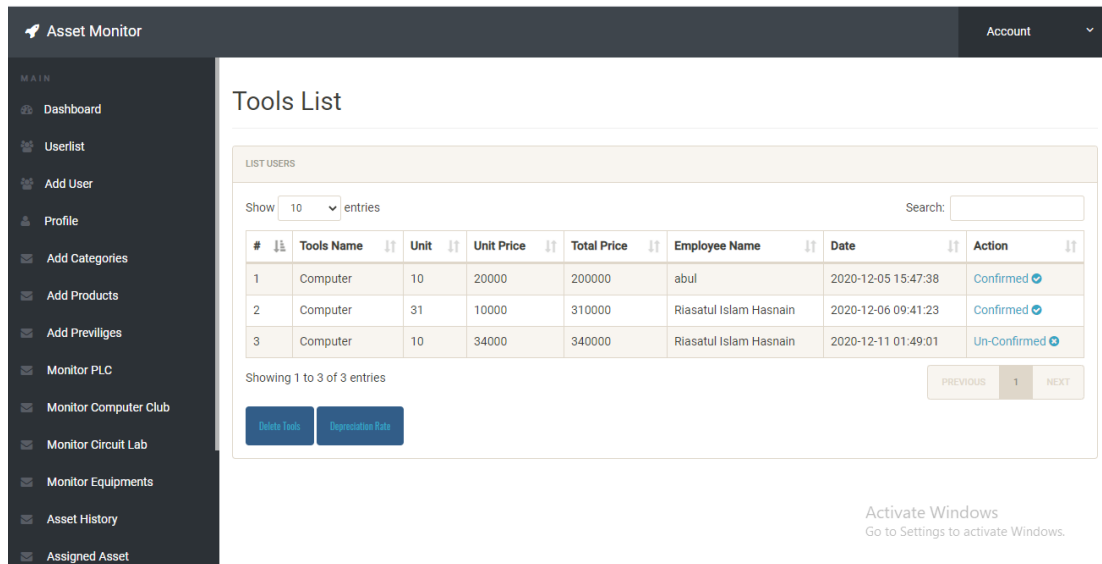 Asset Monitor
Account
MAIN
Dashboard
Userlist
Add User
Profile
Add Categories
Add Products
Add Previliges
Monitor PLC
Monitor Computer Club
Monitor Circuit Lab
Monitor Equipments
Asset History
Assigned Asset
Tools List
LIST USERS
Show 10 entries
Search:
# Tools Name Unit Unit Price Total Price Employee Name Date Action
1 Computer 10 20000 200000 abul 2020-12-05 15:47:38 Confirmed
2 Computer 31 10000 310000 Riasatul Islam Hasnain 2020-12-06 09:41:23 Confirmed
3 Computer 10 34000 340000 Riasatul Islam Hasnain 2020-12-11 01:49:01 Un-Confirmed
Showing 1 to 3 of 3 entries
PREVIOUS 1 NEXT
Delete Tools Depreciation Rate
Activate Windows
Go to Settings to activate Windows.